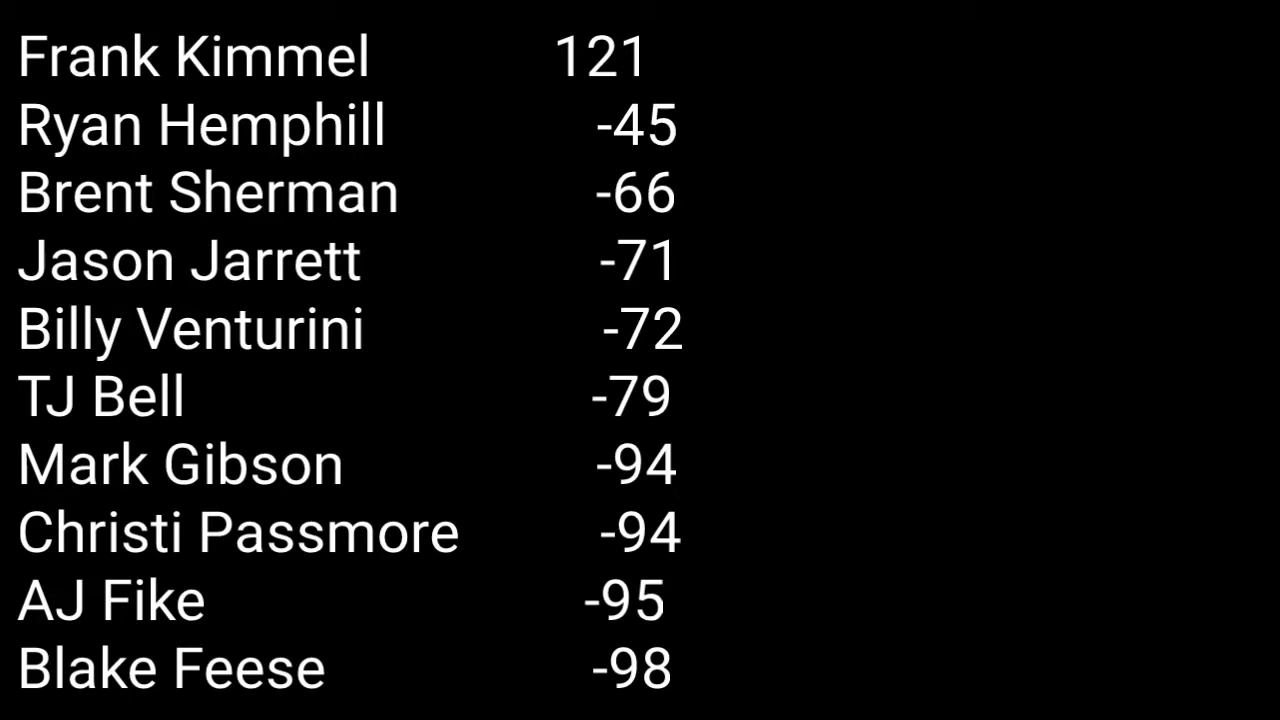 Frank Kimmel 121
Ryan Hemphill -45
Brent Sherman -66
Jason Jarrett -71
Billy Venturini -72
TJ Bell -79
Mark Gibson -94
Christi Passmore -94
AJ Fike -95
Blake Feese -98